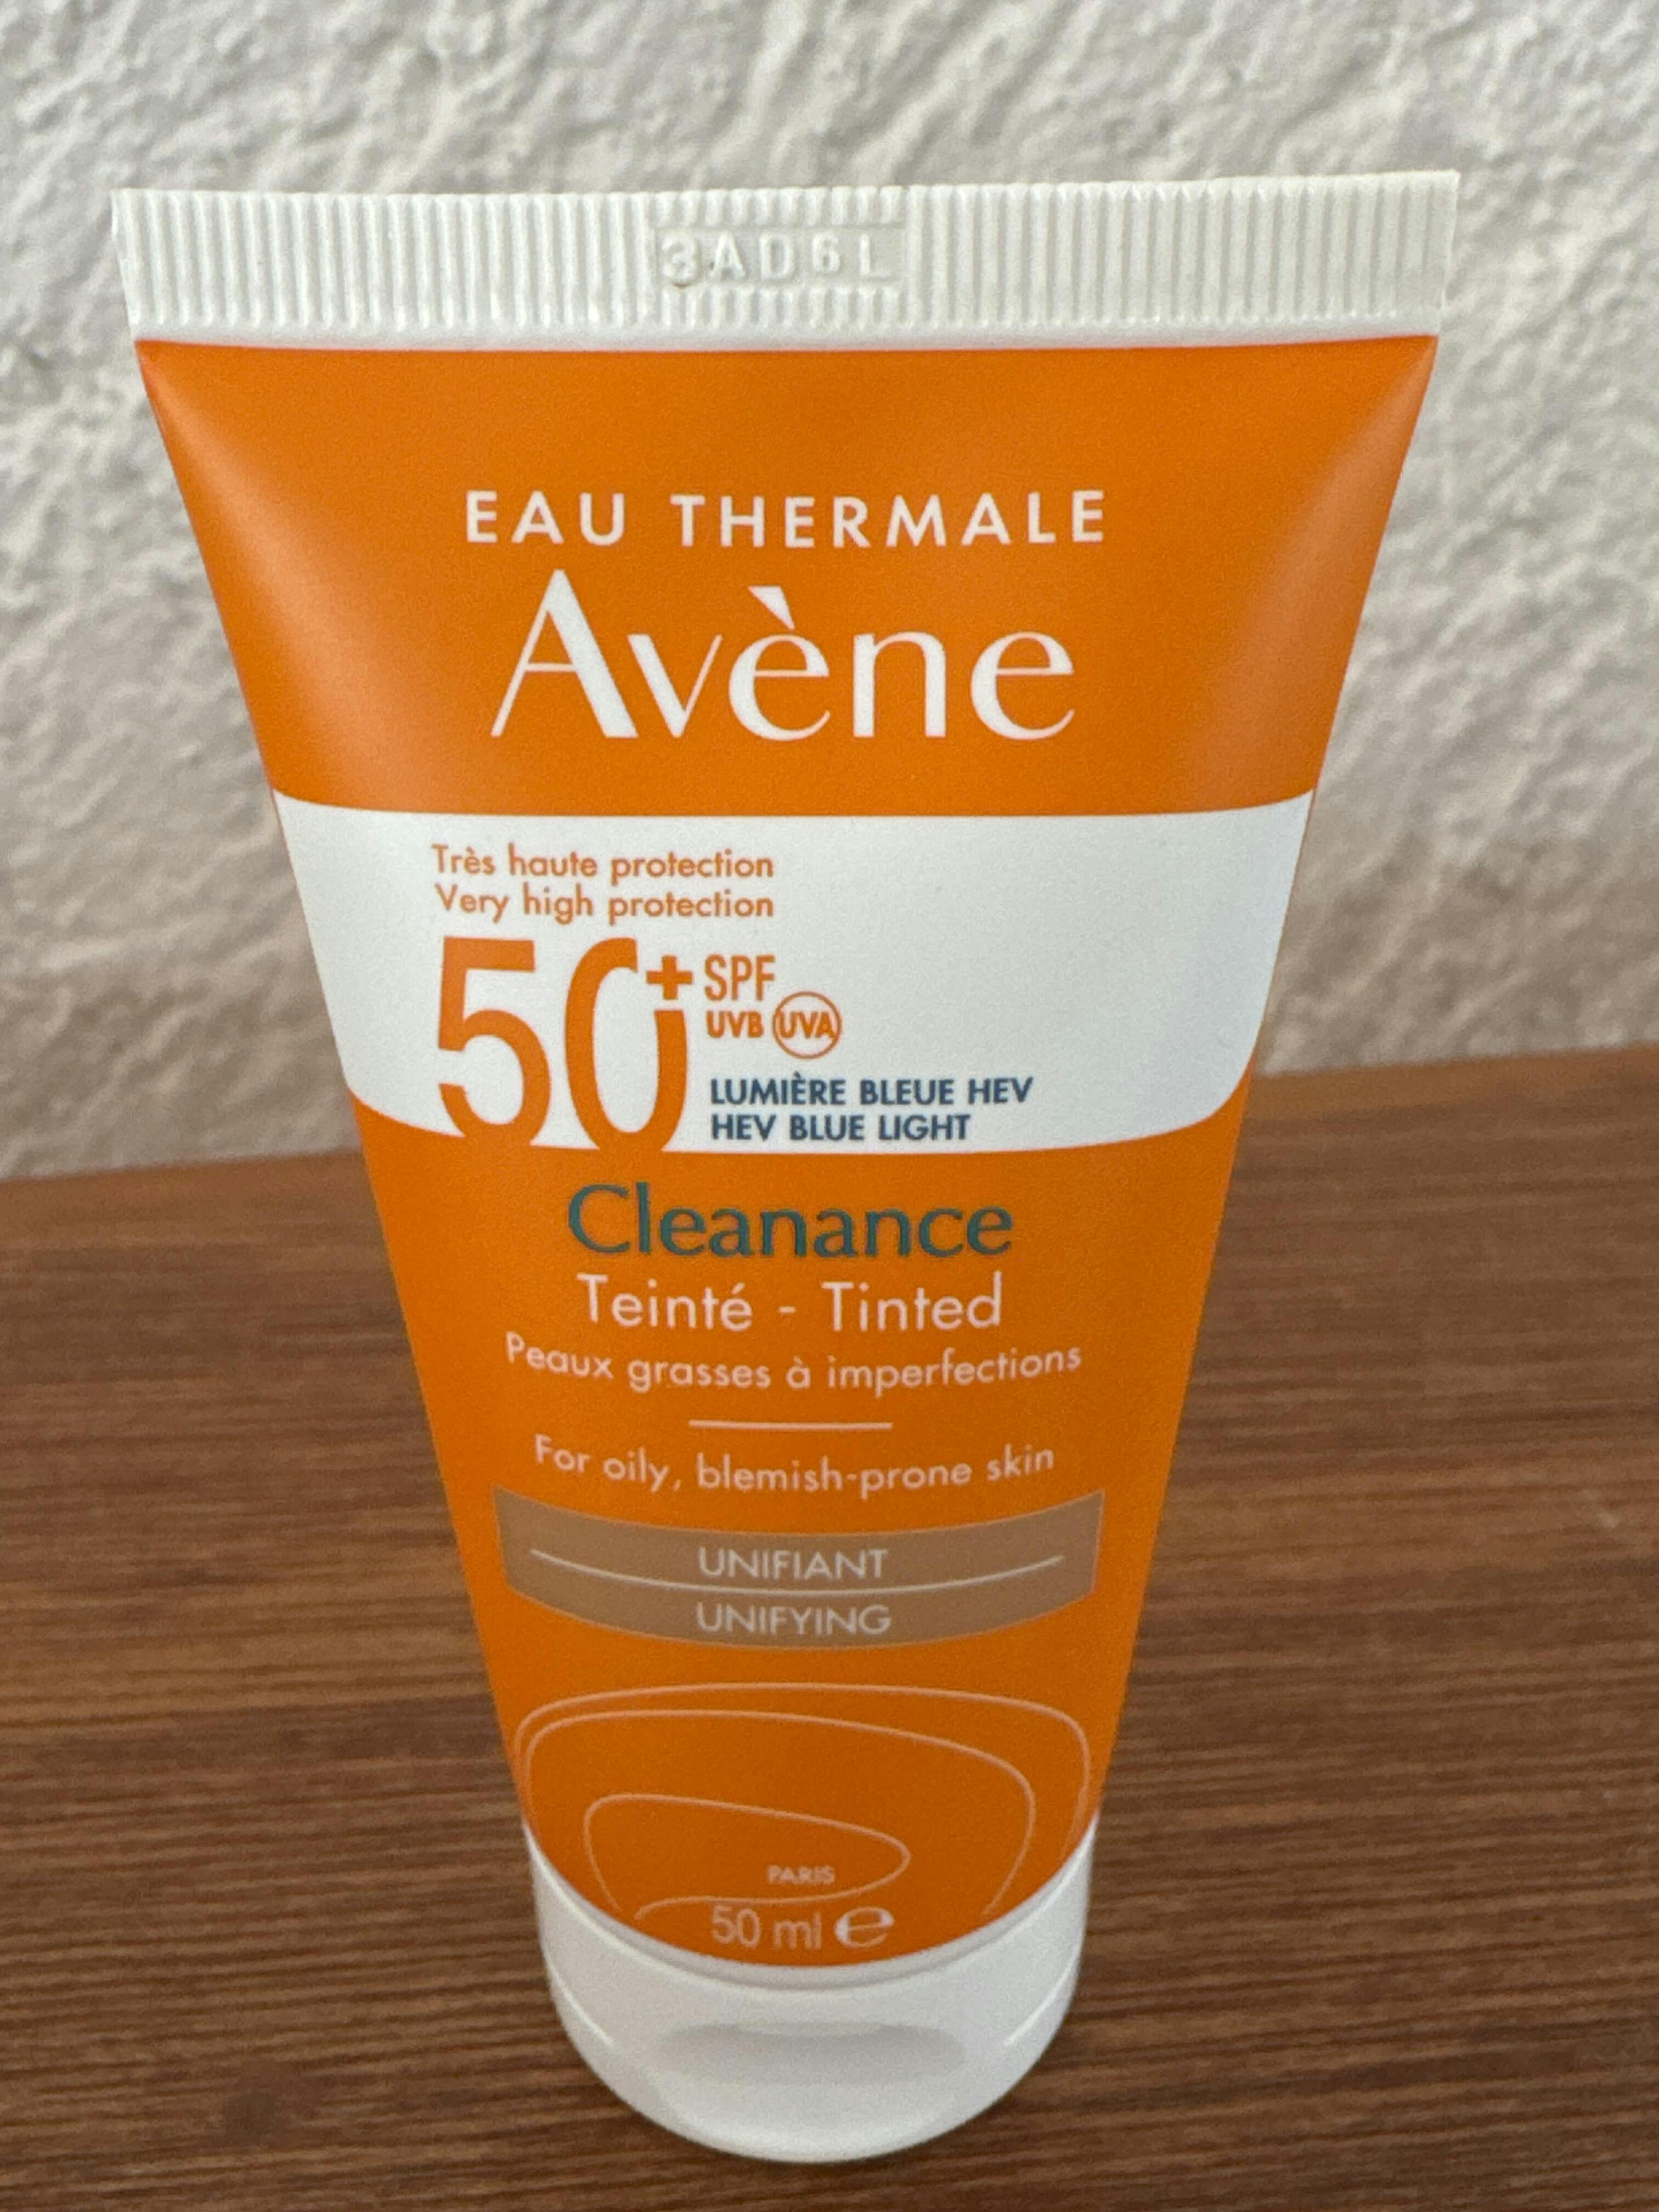 3AD6L
EAU THERMALE
Avène
Très haute protection
Very high protection
50+ SPF
UVB UVA
LUMIÈRE BLEUE HEV
HEV BLUE LIGHT
Cleanance
Teinté - Tinted
Peaux grasses à imperfections
For oily, blemish-prone skin
UNIFIANT
UNIFYING
PARIS
50 ml e